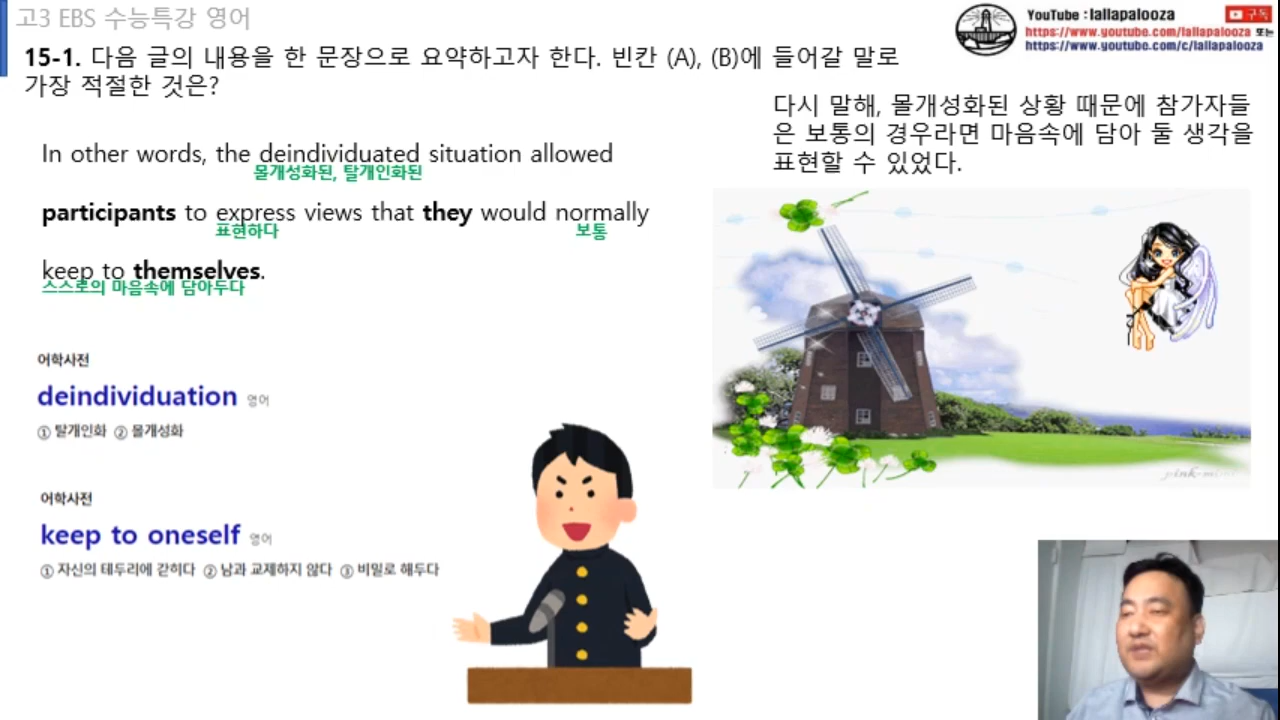 고3 EBS 수능특강 영어
YouTube : lallapalooza
구독
https://www.youtube.com/lallapalooza 또는
https://www.youtube.com/c/lallapalooza
15-1. 다음 글의 내용을 한 문장으로 요약하고자 한다. 빈칸 (A), (B)에 들어갈 말로
가장 적절한 것은?
다시 말해, 몰개성화된 상황 때문에 참가자들
은 보통의 경우라면 마음속에 담아 둘 생각을
표현할 수 있었다.
In other words, the deindividuated situation allowed
몰개성화된, 탈개인화된
participants to express views that they would normally
표현하다
보통
keep to themselves.
스스로의 마음속에 담아두다
어학사전
deindividuation 영어
① 탈개인화 ② 몰개성화
어학사전
keep to oneself 영어
① 자신의 테두리에 갇히다 ② 남과 교제하지 않다 ③ 비밀로 해두다